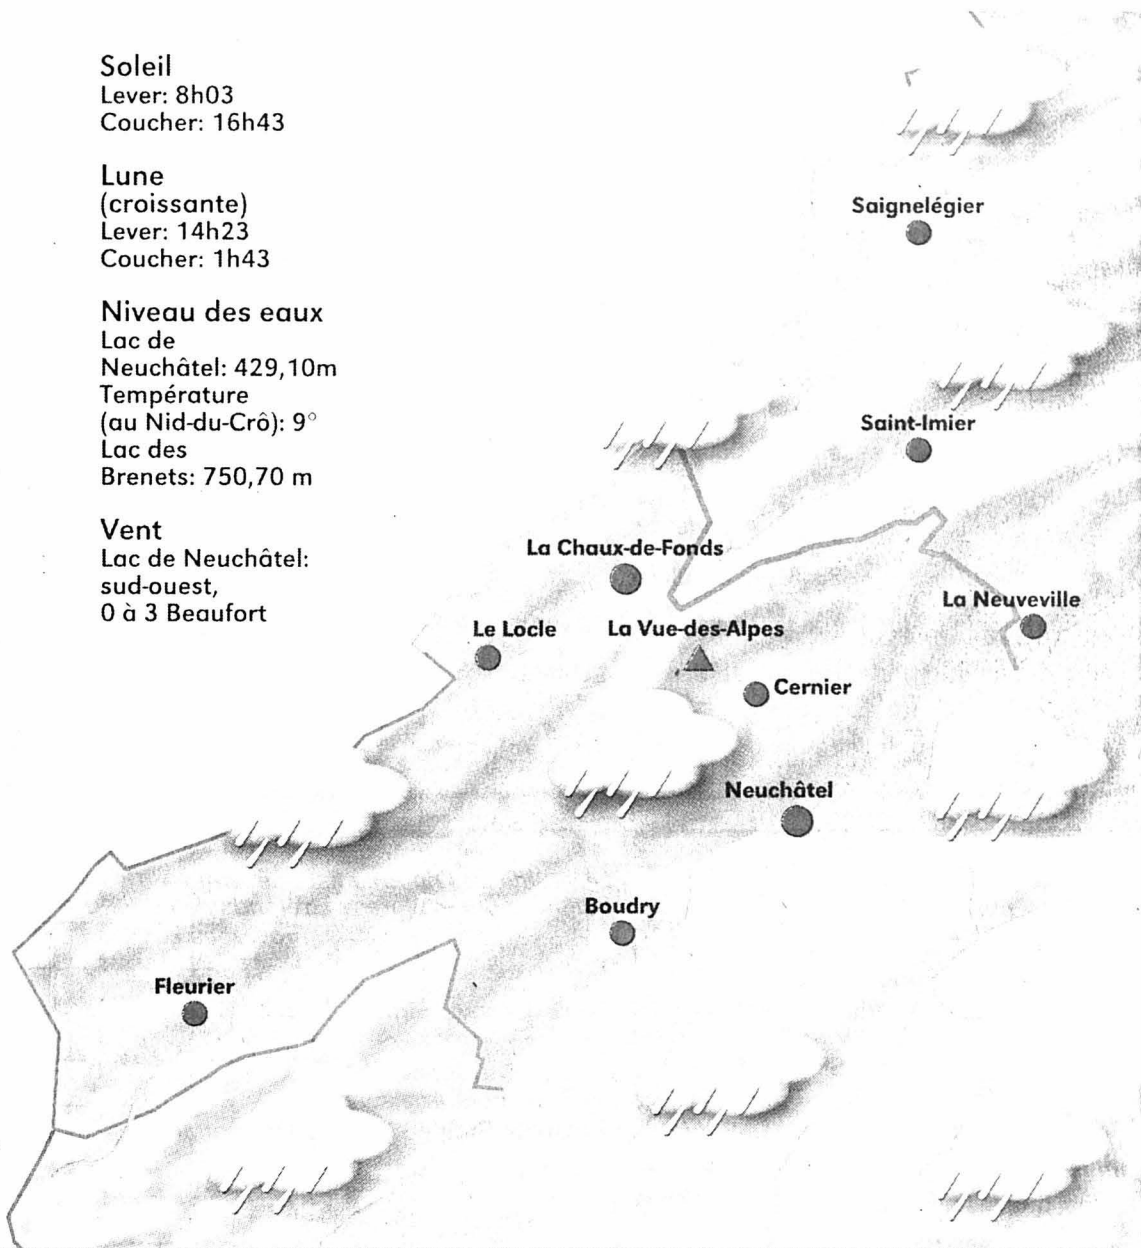 Soleil
Lever: 8h03
Coucher: 16h43
Lune
(croissante)
Lever: 14h23
Coucher: 1h43
Niveau des eaux
Lac de
Neuchâtel: 429,10m
Température
(au Nid-du-Crô): 9°
Lac des
Brenets: 750,70 m
Vent
Lac de Neuchâtel:
sud-ouest,
0 à 3 Beaufort
Saignelégier
Saint-Imier
La Chaux-de-Fonds
La Neuveville
Le Locle
La Vue-des-Alpes
Cernier
Neuchâtel
Boudry
Fleurier